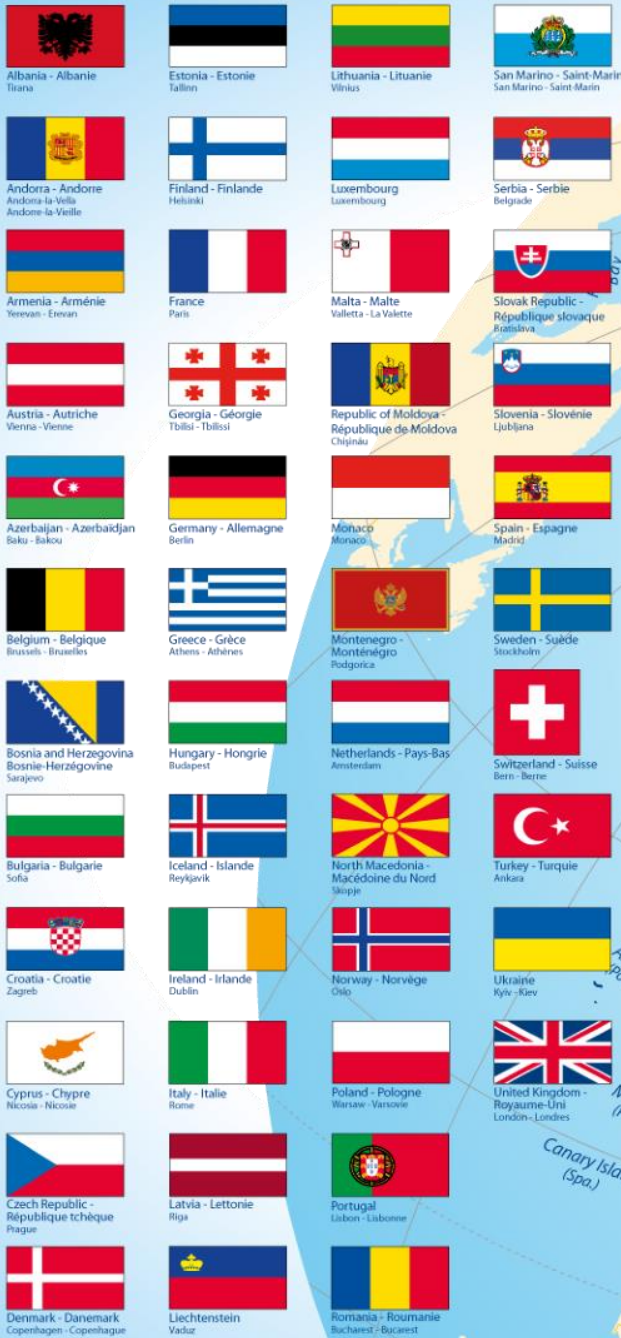 Albania - Albanie
Tirana
Andorra - Andorre
Andorra-la-Vella
Andorre-la-Vieille
Armenia - Arménie
Yerevan - Erevan
Austria - Autriche
Vienna - Vienne
Azerbaijan - Azerbaïdjan
Baku - Bakou
Belgium - Belgique
Brussels - Bruxelles
Bosnia and Herzegovina
Bosnie-Herzégovine
Sarajevo
Bulgaria - Bulgarie
Sofia
Croatia - Croatie
Zagreb
Cyprus - Chypre
Nicosia - Nicosie
Czech Republic -
République tchèque
Prague
Denmark - Danemark
Copenhagen - Copenhague
Estonia - Estonie
Tallinn
Finland - Finlande
Helsinki
France
Paris
Georgia - Géorgie
Tbilisi - Tbilissi
Germany - Allemagne
Berlin
Greece - Grèce
Athens - Athènes
Hungary - Hongrie
Budapest
Iceland - Islande
Reykjavik
Ireland - Irlande
Dublin
Italy - Italie
Rome
Latvia - Lettonie
Riga
Liechtenstein
Vaduz
Lithuania - Lituanie
Vilnius
Luxembourg
Luxembourg
Malta - Malte
Valletta - La Valette
Republic of Moldova -
République de Moldova
Chişinău
Monaco
Monaco
Montenegro -
Monténégro
Podgorica
Netherlands - Pays-Bas
Amsterdam
North Macedonia -
Macédoine du Nord
Skopje
Norway - Norvège
Oslo
Poland - Pologne
Warsaw - Varsovie
Portugal
Lisbon - Lisbonne
Romania - Roumanie
Bucharest - Bucarest
San Marino - Saint-Marin
San Marino - Saint-Marin
Serbia - Serbie
Belgrade
Slovak Republic -
République slovaque
Bratislava
Slovenia - Slovénie
Ljubljana
Spain - Espagne
Madrid
Sweden - Suède
Stockholm
Switzerland - Suisse
Bern - Berne
Turkey - Turquie
Ankara
Ukraine
Kyiv - Kiev
United Kingdom -
Royaume-Uni
London - Londres
Bay
Canary Isla
(Spa.)